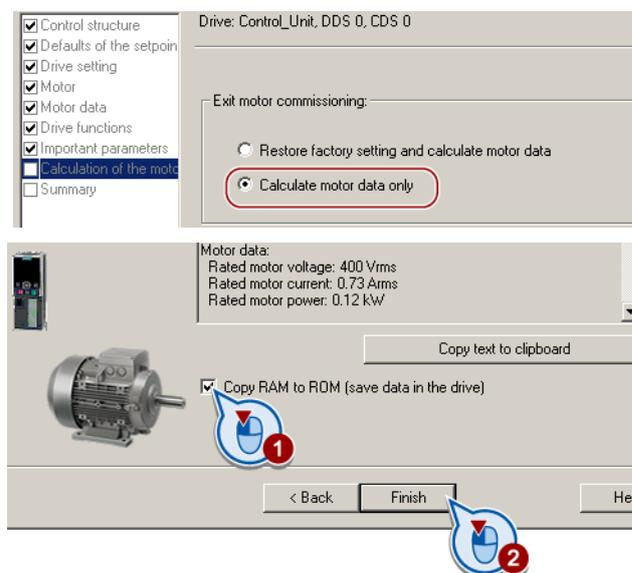 Control structure
Defaults of the setpoin
Drive setting
Motor
Motor data
Drive functions
Important parameters
Calculation of the moto
Summary
Drive: Control_Unit, DDS 0, CDS 0
Exit motor commissioning:
Restore factory setting and calculate motor data
Calculate motor data only
Motor data:
Rated motor voltage: 400 Vrms
Rated motor current: 0.73 Arms
Rated motor power: 0.12 kW
Copy text to clipboard
Copy RAM to ROM (save data in the drive)
1
< Back Finish He
2